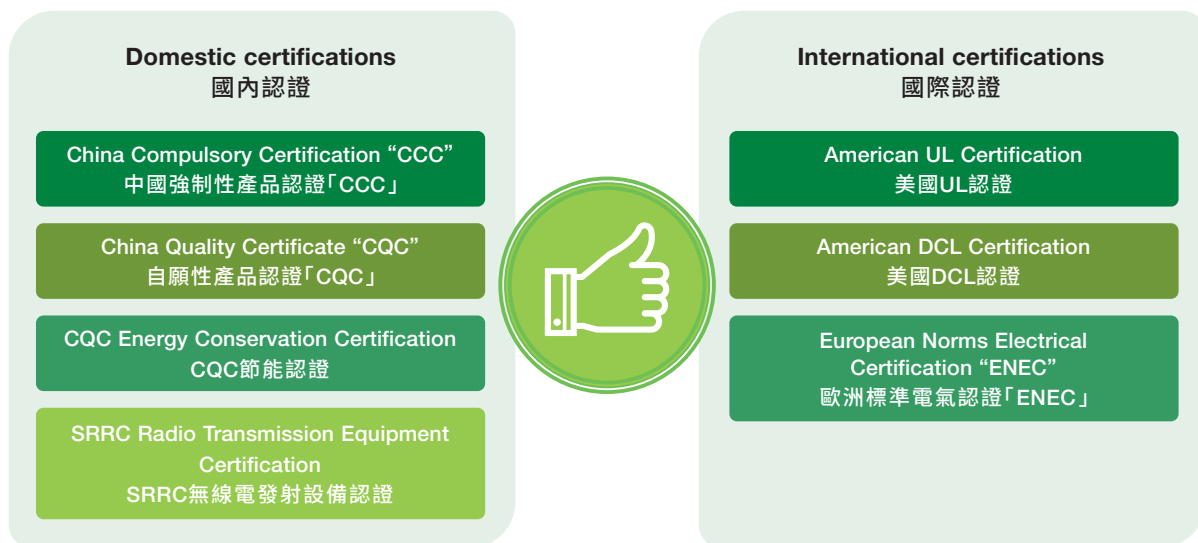 Domestic certifications
國內認證
China Compulsory Certification “CCC”
中國強制性產品認證「CCC」
China Quality Certificate “CQC”
自願性產品認證「CQC」
CQC Energy Conservation Certification
CQC節能認證
SRRC Radio Transmission Equipment
Certification
SRRC無線電發射設備認證
International certifications
國際認證
American UL Certification
美國UL認證
American DCL Certification
美國DCL認證
European Norms Electrical
Certification “ENEC”
歐洲標準電氣認證「ENEC」